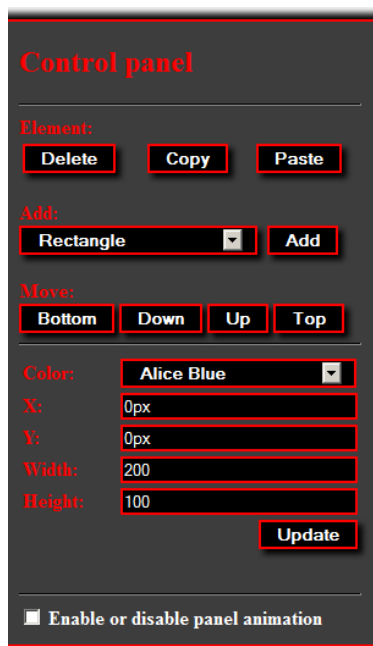 Control panel
Element:
Delete Copy Paste
Add:
Rectangle Add
Move:
Bottom Down Up Top
Color: Alice Blue
X: 0px
Y: 0px
Width: 200
Height: 100
Update
Enable or disable panel animation